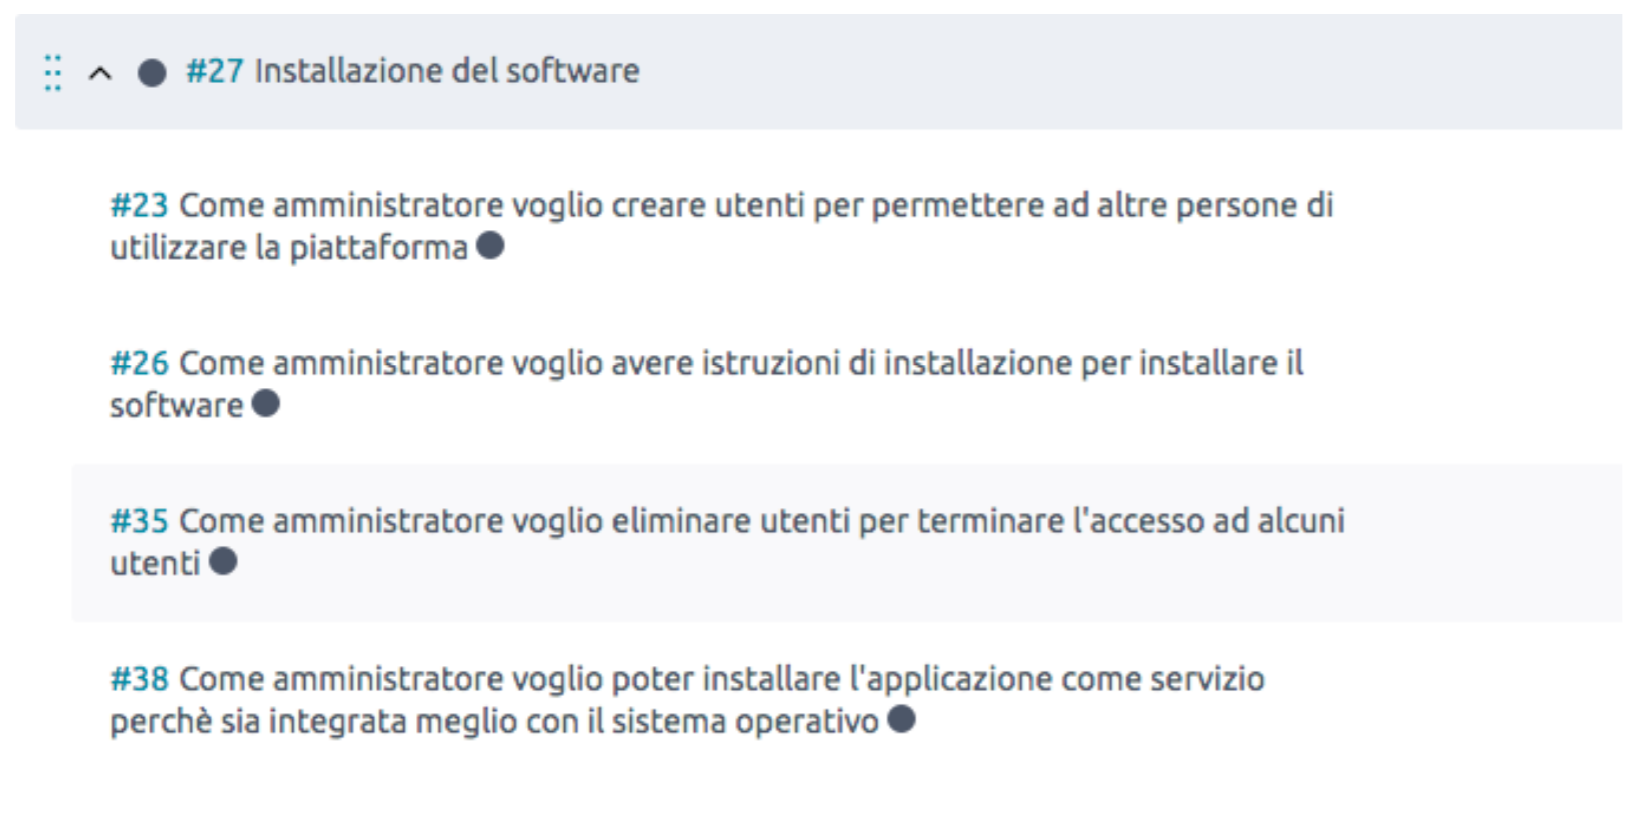 #27 Installazione del software
#23 Come amministratore voglio creare utenti per permettere ad altre persone di
utilizzare la piattaforma
#26 Come amministratore voglio avere istruzioni di installazione per installare il
software
#35 Come amministratore voglio eliminare utenti per terminare l'accesso ad alcuni
utenti
#38 Come amministratore voglio poter installare l'applicazione come servizio
perchè sia integrata meglio con il sistema operativo